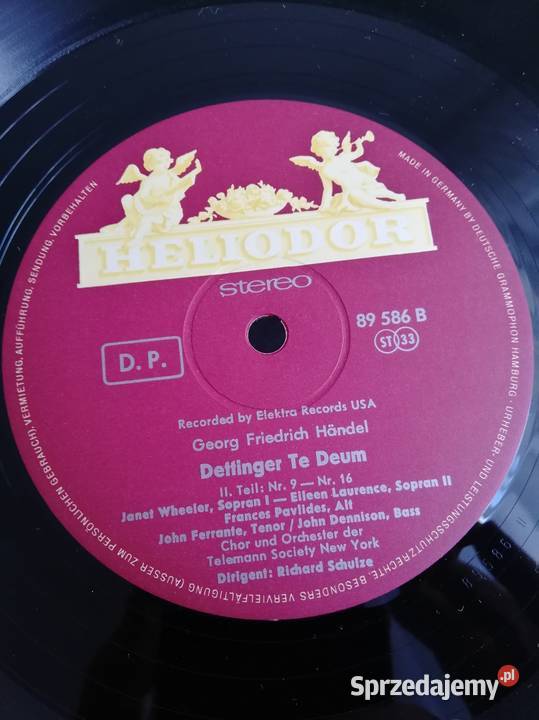 HELIODOR
stereo
89 586 B
ST 33
D. P.
Recorded by Elektra Records USA
Georg Friedrich Händel
Dettinger Te Deum
II. Teil: Nr. 9 — Nr. 16
Janet Wheeler, Sopran I — Eileen Laurence, Sopran II
Frances Pavlides, Alt
John Ferrante, Tenor / John Dennison, Bass
Chor und Orchester der
Telemann Society New York
Dirigent: Richard Schulze
MADE IN GERMANY BY DEUTSCHE GRAMMOPHON HAMBURG · URHEBER- UND LEISTUNGSSCHUTZRECHTE, BESONDERS VERVIELFÄLTIGUNG (AUSSER ZUM PERSÖNLICHEN GEBRAUCH), VERMIETUNG, AUFFÜHRUNG, SENDUNG, VORBEHALTEN
Sprzedajemy.pl